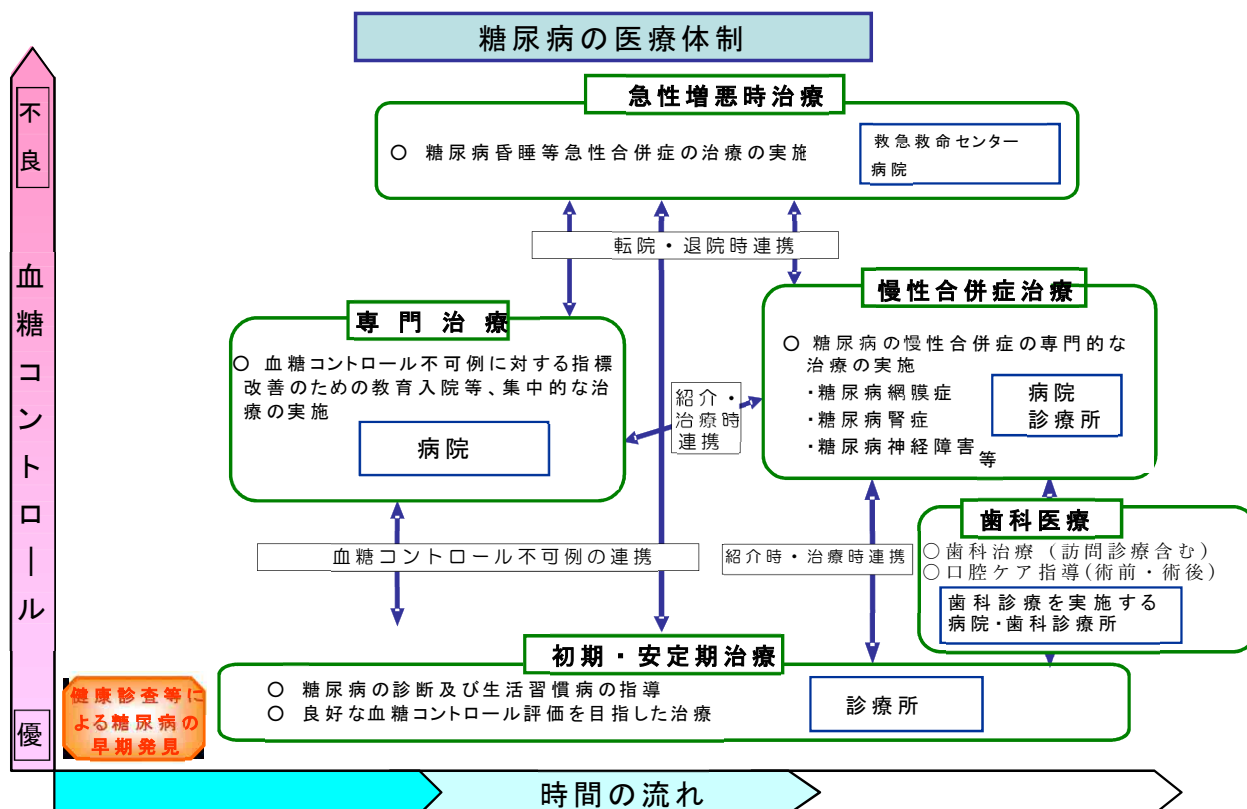 糖尿病の医療体制
不良
血糖コントロール
優
急性増悪時治療
○ 糖尿病昏睡等急性合併症の治療の実施
救急救命センター
病院
転院・退院時連携
専門治療
○ 血糖コントロール不可例に対する指標
改善のための教育入院等、集中的な治
療の実施
病院
紹介・
治療時
連携
慢性合併症治療
○ 糖尿病の慢性合併症の専門的な
治療の実施
・糖尿病網膜症
・糖尿病腎症
・糖尿病神経障害
等
病院
診療所
血糖コントロール不可例の連携
紹介時・治療時連携
歯科医療
○歯科治療（訪問診療含む）
○口腔ケア指導(術前・術後)
歯科診療を実施する
病院・歯科診療所
初期・安定期治療
○ 糖尿病の診断及び生活習慣病の指導
○ 良好な血糖コントロール評価を目指した治療
診療所
健康診査等に
よる糖尿病の
早期発見
時間の流れ